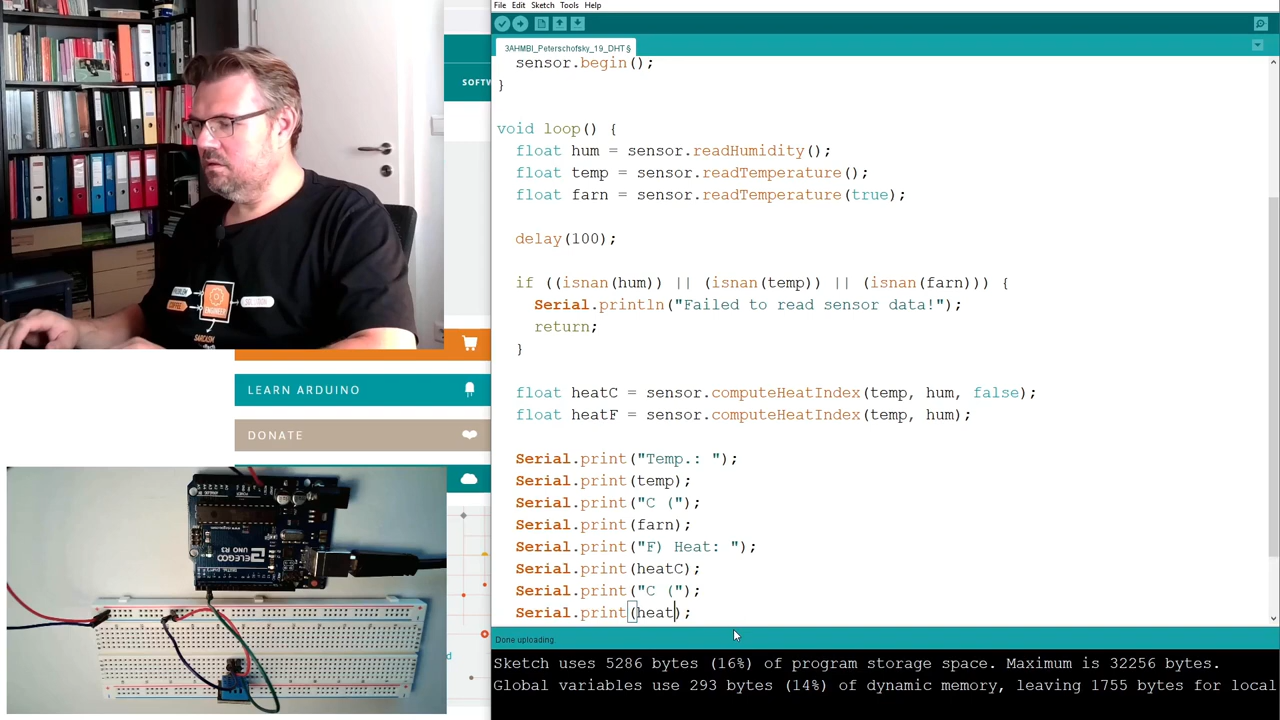 File Edit Sketch Tools Help
3AHMBI_Peterschofsky_19_DHT §
sensor.begin();
}
void loop() {
float hum = sensor.readHumidity();
float temp = sensor.readTemperature();
float farn = sensor.readTemperature(true);
delay(100);
if ((isnan(hum)) || (isnan(temp)) || (isnan(farn))) {
Serial.println("Failed to read sensor data!");
return;
}
float heatC = sensor.computeHeatIndex(temp, hum, false);
float heatF = sensor.computeHeatIndex(temp, hum);
Serial.print("Temp.: ");
Serial.print(temp);
Serial.print("C (");
Serial.print(farn);
Serial.print("F) Heat: ");
Serial.print(heatC);
Serial.print("C (");
Serial.print(heat);
Done uploading.
Sketch uses 5286 bytes (16%) of program storage space. Maximum is 32256 bytes.
Global variables use 293 bytes (14%) of dynamic memory, leaving 1755 bytes for local
SOFTW
LEARN ARDUINO
DONATE
PROBLEM
COFFEE
ENGINEER
SARCASM
UNO R3
ELEGOO